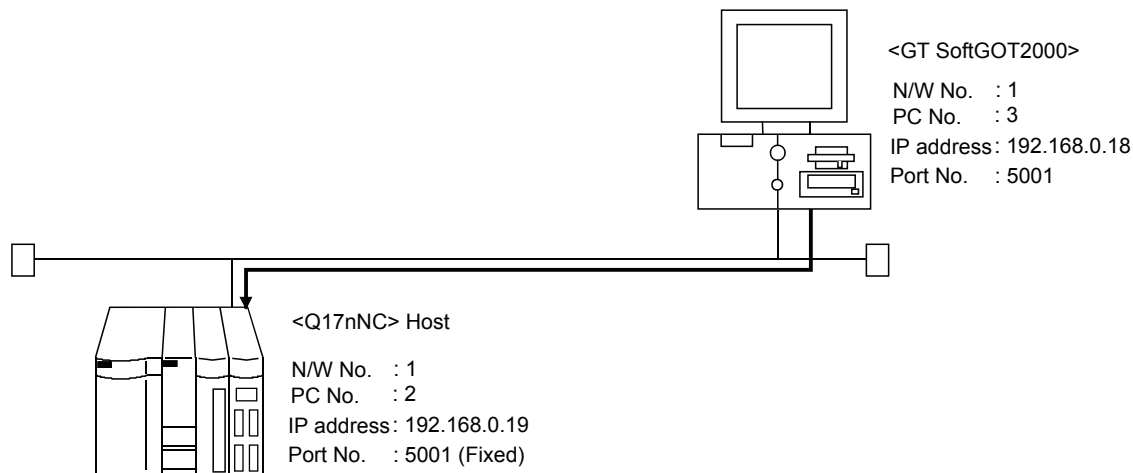 <GT SoftGOT2000>
N/W No. : 1
PC No. : 3
IP address : 192.168.0.18
Port No. : 5001
<Q17nNC> Host
N/W No. : 1
PC No. : 2
IP address : 192.168.0.19
Port No. : 5001 (Fixed)